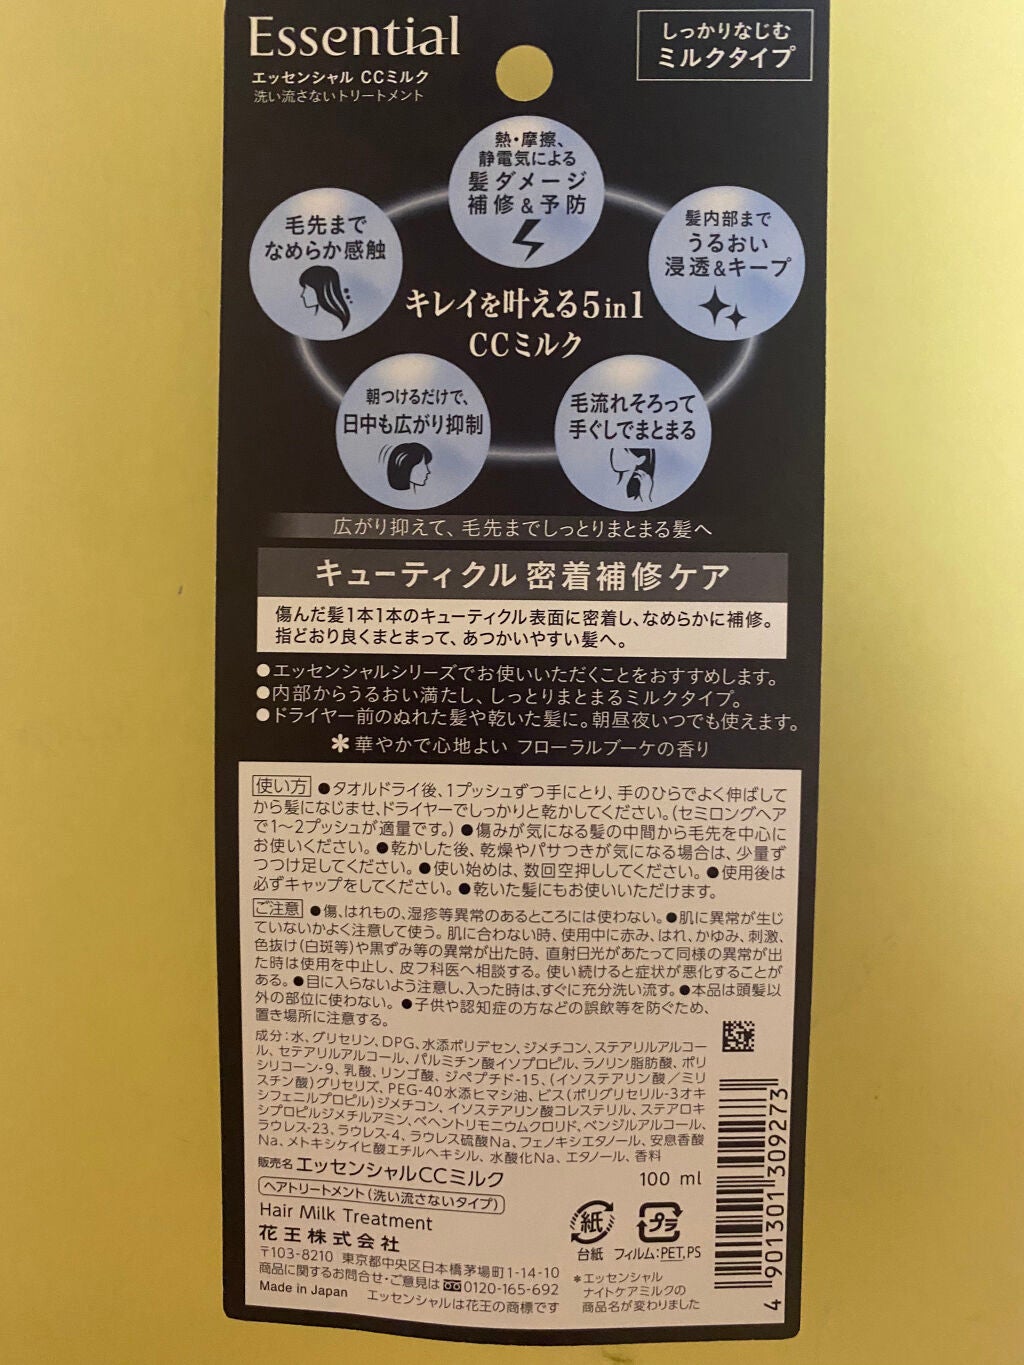 Essential
エッセンシャル CCミルク
洗い流さないトリートメント
しっかりなじむ
ミルクタイプ
熱・摩擦、
静電気による
髪ダメージ
補修&予防
毛先まで
なめらか感触
髪内部まで
うるおい
浸透&キープ
キレイを叶える5in1
CCミルク
朝つけるだけで、
日中も広がり抑制
毛流れそろって
手ぐしでまとまる
広がり抑えて、毛先までしっとりまとまる髪へ
キューティクル 密着補修ケア
傷んだ髪1本1本のキューティクル表面に密着し、なめらかに補修。
指どおり良くまとまって、あつかいやすい髪へ。
●エッセンシャルシリーズでお使いいただくことをおすすめします。
●内部からうるおい満たし、しっとりまとまるミルクタイプ。
●ドライヤー前のぬれた髪や乾いた髪に。朝昼夜いつでも使えます。
✻華やかで心地よい フローラルブーケの香り
使い方 ●タオルドライ後、1プッシュずつ手にとり、手のひらでよく伸ばして
から髪になじませ、ドライヤーでしっかりと乾かしてください。(セミロングヘア
で1~2プッシュが適量です。) ●傷みが気になる髪の中間から毛先を中心に
お使いください。●乾かした後、乾燥やパサつきが気になる場合は、少量ず
つつけ足してください。●使い始めは、数回空押ししてください。●使用後は
必ずキャップをしてください。●乾いた髪にもお使いいただけます。
ご注意 ●傷、はれもの、湿疹等異常のあるところには使わない。●肌に異常が生じ
ていないかよく注意して使う。肌に合わない時、使用中に赤み、はれ、かゆみ、刺激、
色抜け(白斑等)や黒ずみ等の異常が出た時、直射日光があたって同様の異常が出
た時は使用を中止し、皮フ科医へ相談する。使い続けると症状が悪化することが
ある。●目に入らないよう注意し、入った時は、すぐに充分洗い流す。●本品は頭髪以
外の部位に使わない。●子供や認知症の方などの誤飲等を防ぐため、
置き場所に注意する。
成分:水、グリセリン、DPG、水添ポリデセン、ジメチコン、ステアリルアルコー
ル、セテアリルアルコール、パルミチン酸イソプロピル、ラノリン脂肪酸、ポリ
シリコーン-9、乳酸、リンゴ酸、ジペプチド-15、(イソステアリン酸/ミリ
スチン酸)グリセリズ、PEG-40水添ヒマシ油、ビス(ポリグリセリル-3オキ
シフェニルプロピル)ジメチコン、イソステアリン酸コレステリル、ステアロキ
シプロピルジメチルアミン、ベヘントリモニウムクロリド、ベンジルアルコール、
ラウレス-23、ラウレス-4、ラウレス硫酸Na、フェノキシエタノール、安息香酸
Na、メトキシケイヒ酸エチルヘキシル、水酸化Na、エタノール、香料
販売名 エッセンシャルCCミルク
100 ml
ヘアトリートメント(洗い流さないタイプ)
Hair Milk Treatment
花王株式会社
〒103-8210 東京都中央区日本橋茅場町1-14-10
商品に関するお問合せ・ご意見は 0120-165-692
Made in Japan エッセンシャルは花王の商標です
紙
プラ
台紙 フィルム:PET,PS
*エッセンシャル
ナイトケアミルクの
商品名が変わりました
4 901301 309273